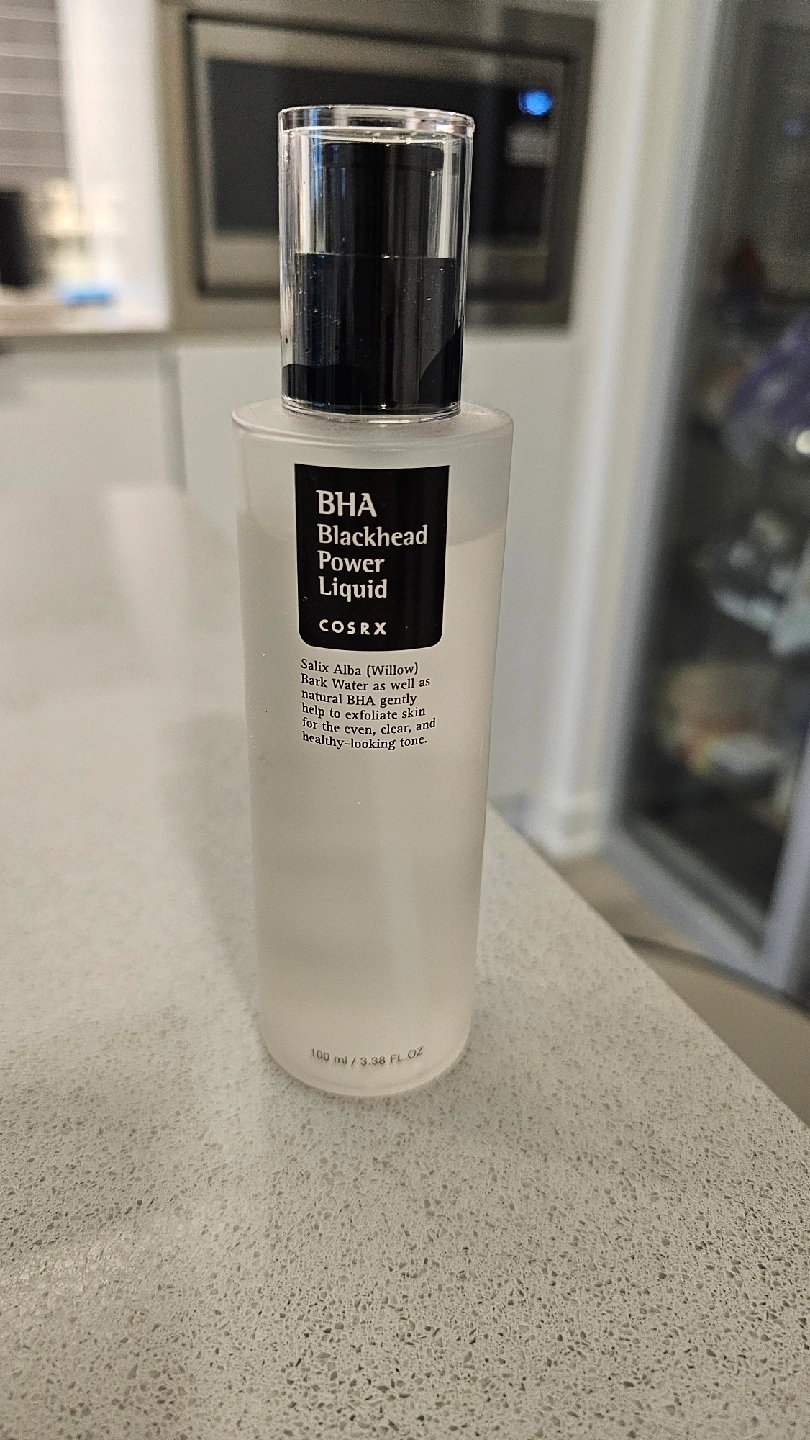 BHA
Blackhead
Power
Liquid
COSRX
Salix Alba (Willow)
Bark Water as well as
natural BHA gently
help to exfoliate skin
for the even, clear, and
healthy-looking tone.
100 ml / 3.38 FL.OZ